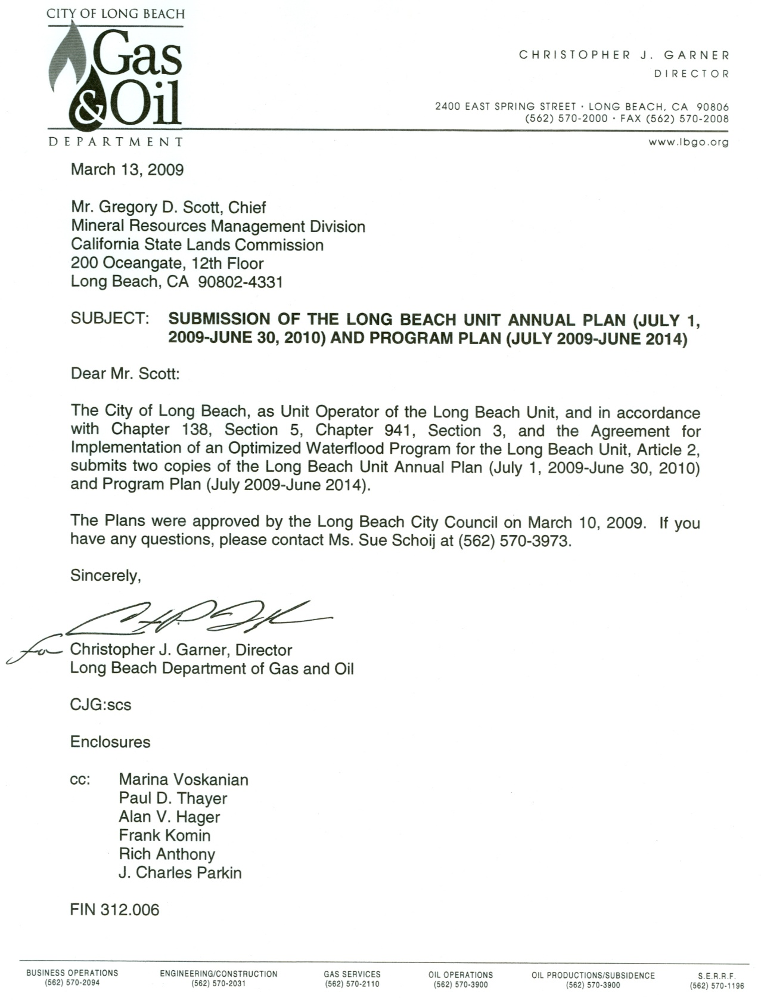 CITY OF LONG BEACH
Gas
& Oil
DEPARTMENT
CHRISTOPHER J. GARNER
DIRECTOR
2400 EAST SPRING STREET · LONG BEACH, CA 90806
(562) 570-2000 · FAX (562) 570-2008
www.lbgo.org
March 13, 2009
Mr. Gregory D. Scott, Chief
Mineral Resources Management Division
California State Lands Commission
200 Oceangate, 12th Floor
Long Beach, CA 90802-4331
SUBJECT: SUBMISSION OF THE LONG BEACH UNIT ANNUAL PLAN (JULY 1,
2009-JUNE 30, 2010) AND PROGRAM PLAN (JULY 2009-JUNE 2014)
Dear Mr. Scott:
The City of Long Beach, as Unit Operator of the Long Beach Unit, and in accordance
with Chapter 138, Section 5, Chapter 941, Section 3, and the Agreement for
Implementation of an Optimized Waterflood Program for the Long Beach Unit, Article 2,
submits two copies of the Long Beach Unit Annual Plan (July 1, 2009-June 30, 2010)
and Program Plan (July 2009-June 2014).
The Plans were approved by the Long Beach City Council on March 10, 2009. If you
have any questions, please contact Ms. Sue Schoij at (562) 570-3973.
Sincerely,
for Christopher J. Garner, Director
Long Beach Department of Gas and Oil
CJG:scs
Enclosures
cc: Marina Voskanian
Paul D. Thayer
Alan V. Hager
Frank Komin
Rich Anthony
J. Charles Parkin
FIN 312.006
BUSINESS OPERATIONS ENGINEERING/CONSTRUCTION GAS SERVICES OIL OPERATIONS OIL PRODUCTIONS/SUBSIDENCE S.E.R.R.F.
(562) 570-2094 (562) 570-2031 (562) 570-2110 (562) 570-3900 (562) 570-3900 (562) 570-1196